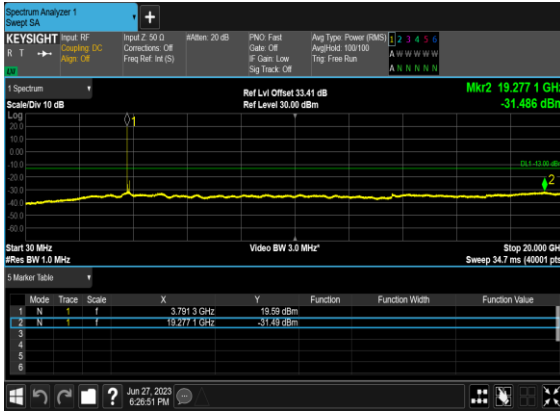 Spectrum Analyzer 1
Swept SA
KEYSIGHT
R T
LV
Input: RF
Coupling: DC
Align: Off
Input Z: 50 Ω
Corrections: Off
Freq Ref: Int (S)
#Atten: 20 dB
PNO: Fast
Gate: Off
IF Gain: Low
Sig Track: Off
Avg Type: Power (RMS)
Avg|Hold: 100/100
Trig: Free Run
1 2 3 4 5 6
A W W W W W
A N N N N N
1 Spectrum
Scale/Div 10 dB
Ref Lvl Offset 33.41 dB
Ref Level 30.00 dBm
Mkr2 19.277 1 GHz
-31.486 dBm
Log
20.0
10.0
0.00
-10.0
-20.0
-30.0
-40.0
-50.0
-60.0
1
DL1 -13.00 dBm
2
Start 30 MHz
#Res BW 1.0 MHz
Video BW 3.0 MHz*
Stop 20.000 GH
Sweep 34.7 ms (40001 pts
5 Marker Table
Mode Trace Scale X Y Function Function Width Function Value
1 N 1 f 3.791 3 GHz 19.59 dBm
2 N 1 f 19.277 1 GHz -31.49 dBm
3
4
5
6
Jun 27, 2023
6:26:51 PM